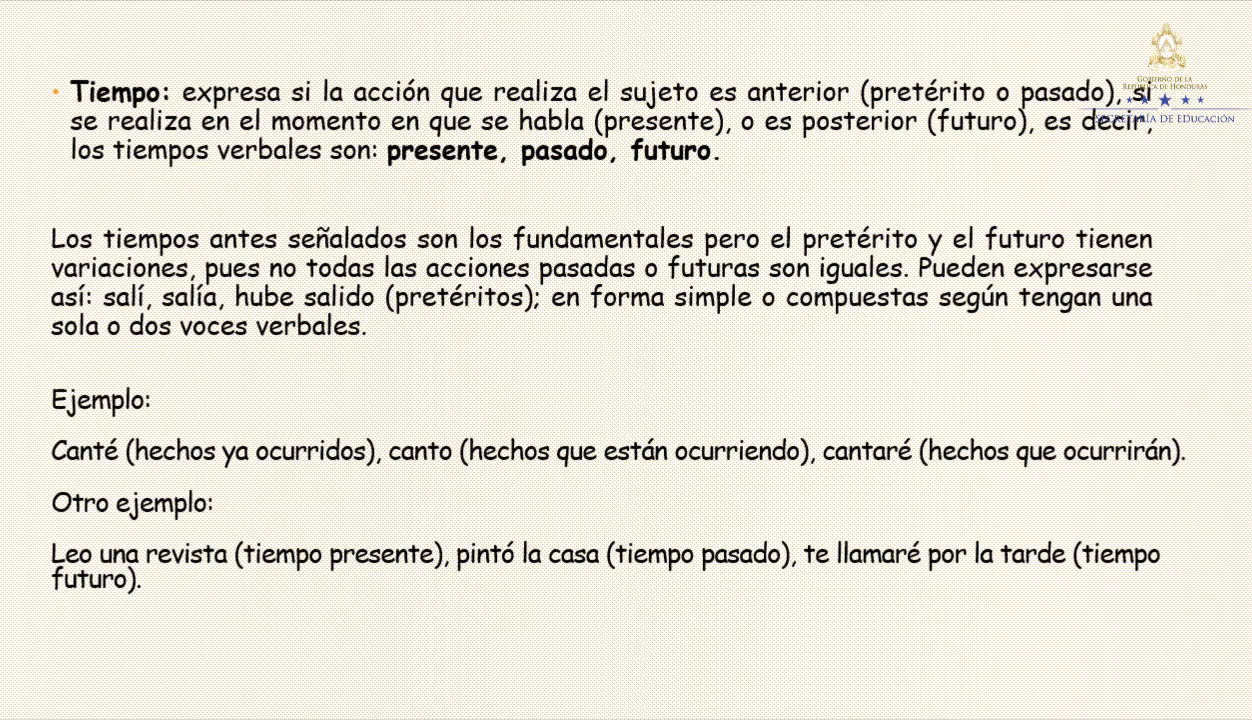 GOBIERNO DE LA
REPÚBLICA DE HONDURAS
SECRETARÍA DE EDUCACIÓN
• Tiempo: expresa si la acción que realiza el sujeto es anterior (pretérito o pasado), si
se realiza en el momento en que se habla (presente), o es posterior (futuro), es decir,
los tiempos verbales son: presente, pasado, futuro.
Los tiempos antes señalados son los fundamentales pero el pretérito y el futuro tienen
variaciones, pues no todas las acciones pasadas o futuras son iguales. Pueden expresarse
así: salí, salía, hube salido (pretéritos); en forma simple o compuestas según tengan una
sola o dos voces verbales.
Ejemplo:
Canté (hechos ya ocurridos), canto (hechos que están ocurriendo), cantaré (hechos que ocurrirán).
Otro ejemplo:
Leo una revista (tiempo presente), pintó la casa (tiempo pasado), te llamaré por la tarde (tiempo
futuro).